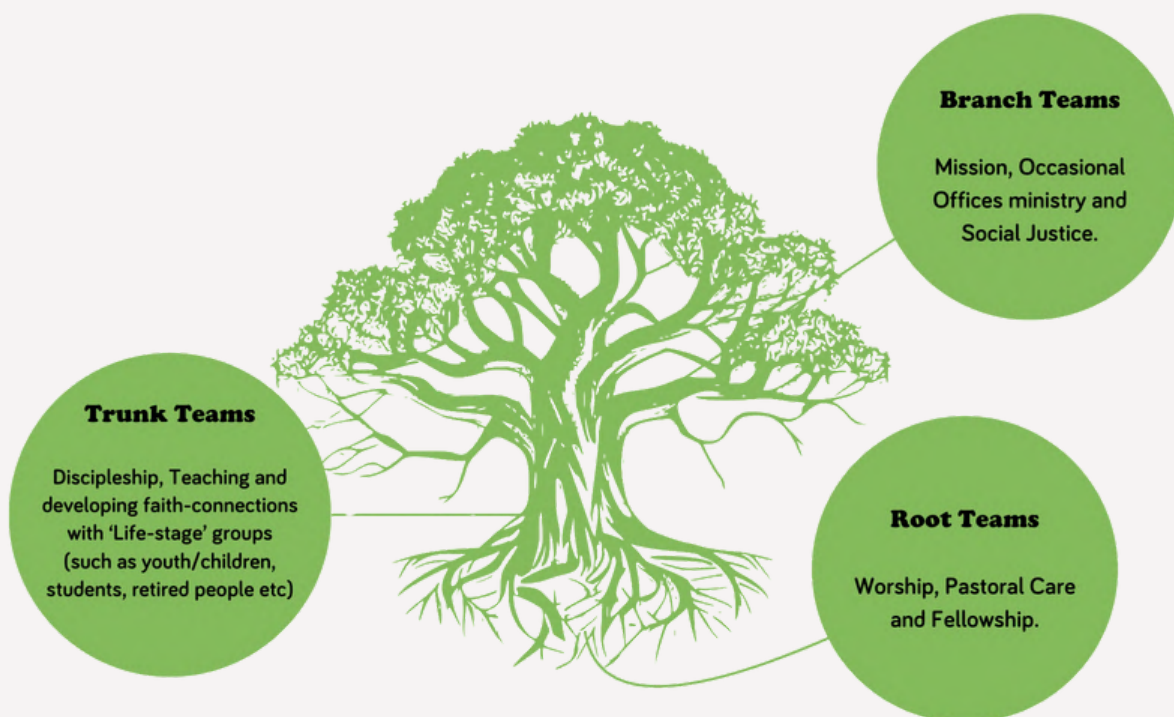 Branch Teams
Mission, Occasional
Offices ministry and
Social Justice.
Trunk Teams
Discipleship, Teaching and
developing faith-connections
with ‘Life-stage’ groups
(such as youth/children,
students, retired people etc)
Root Teams
Worship, Pastoral Care
and Fellowship.